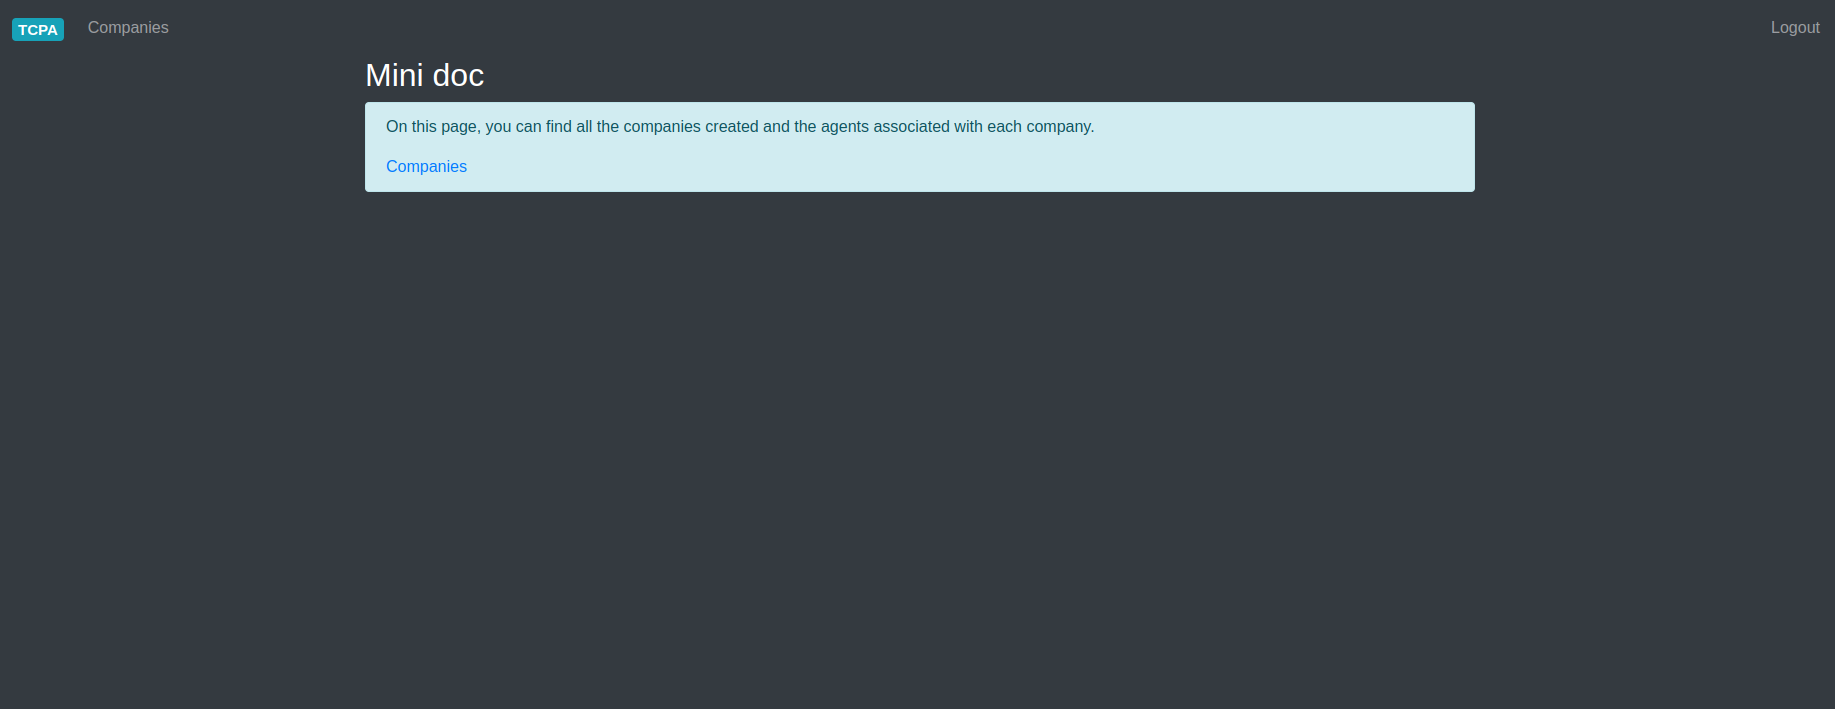 TCPA Companies Logout
Mini doc
On this page, you can find all the companies created and the agents associated with each company.
Companies